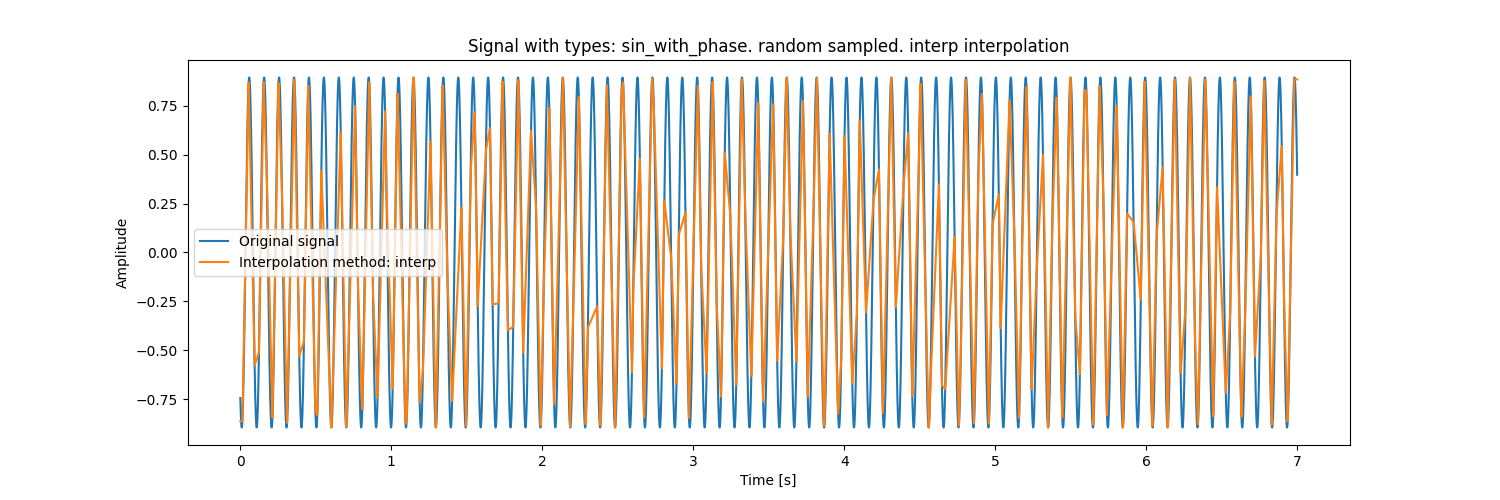 Signal with types: sin_with_phase. random sampled. interp interpolation
0.75
0.50
0.25
0.00
−0.25
−0.50
−0.75
Amplitude
Original signal
Interpolation method: interp
0 1 2 3 4 5 6 7
Time [s]